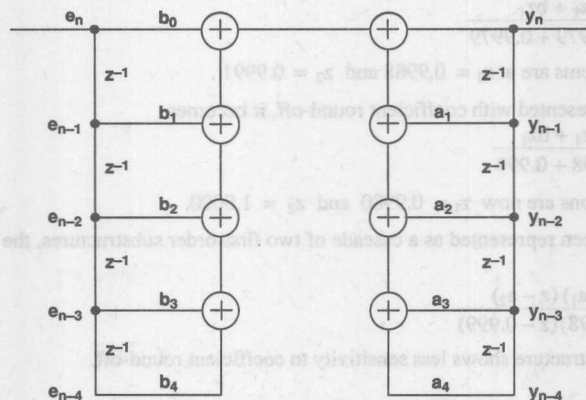 eₙ b₀ yₙ
z⁻¹ z⁻¹
eₙ₋₁ b₁ a₁ yₙ₋₁
z⁻¹ z⁻¹
eₙ₋₂ b₂ a₂ yₙ₋₂
z⁻¹ z⁻¹
eₙ₋₃ b₃ a₃ yₙ₋₃
z⁻¹ z⁻¹
eₙ₋₄ b₄ a₄ yₙ₋₄